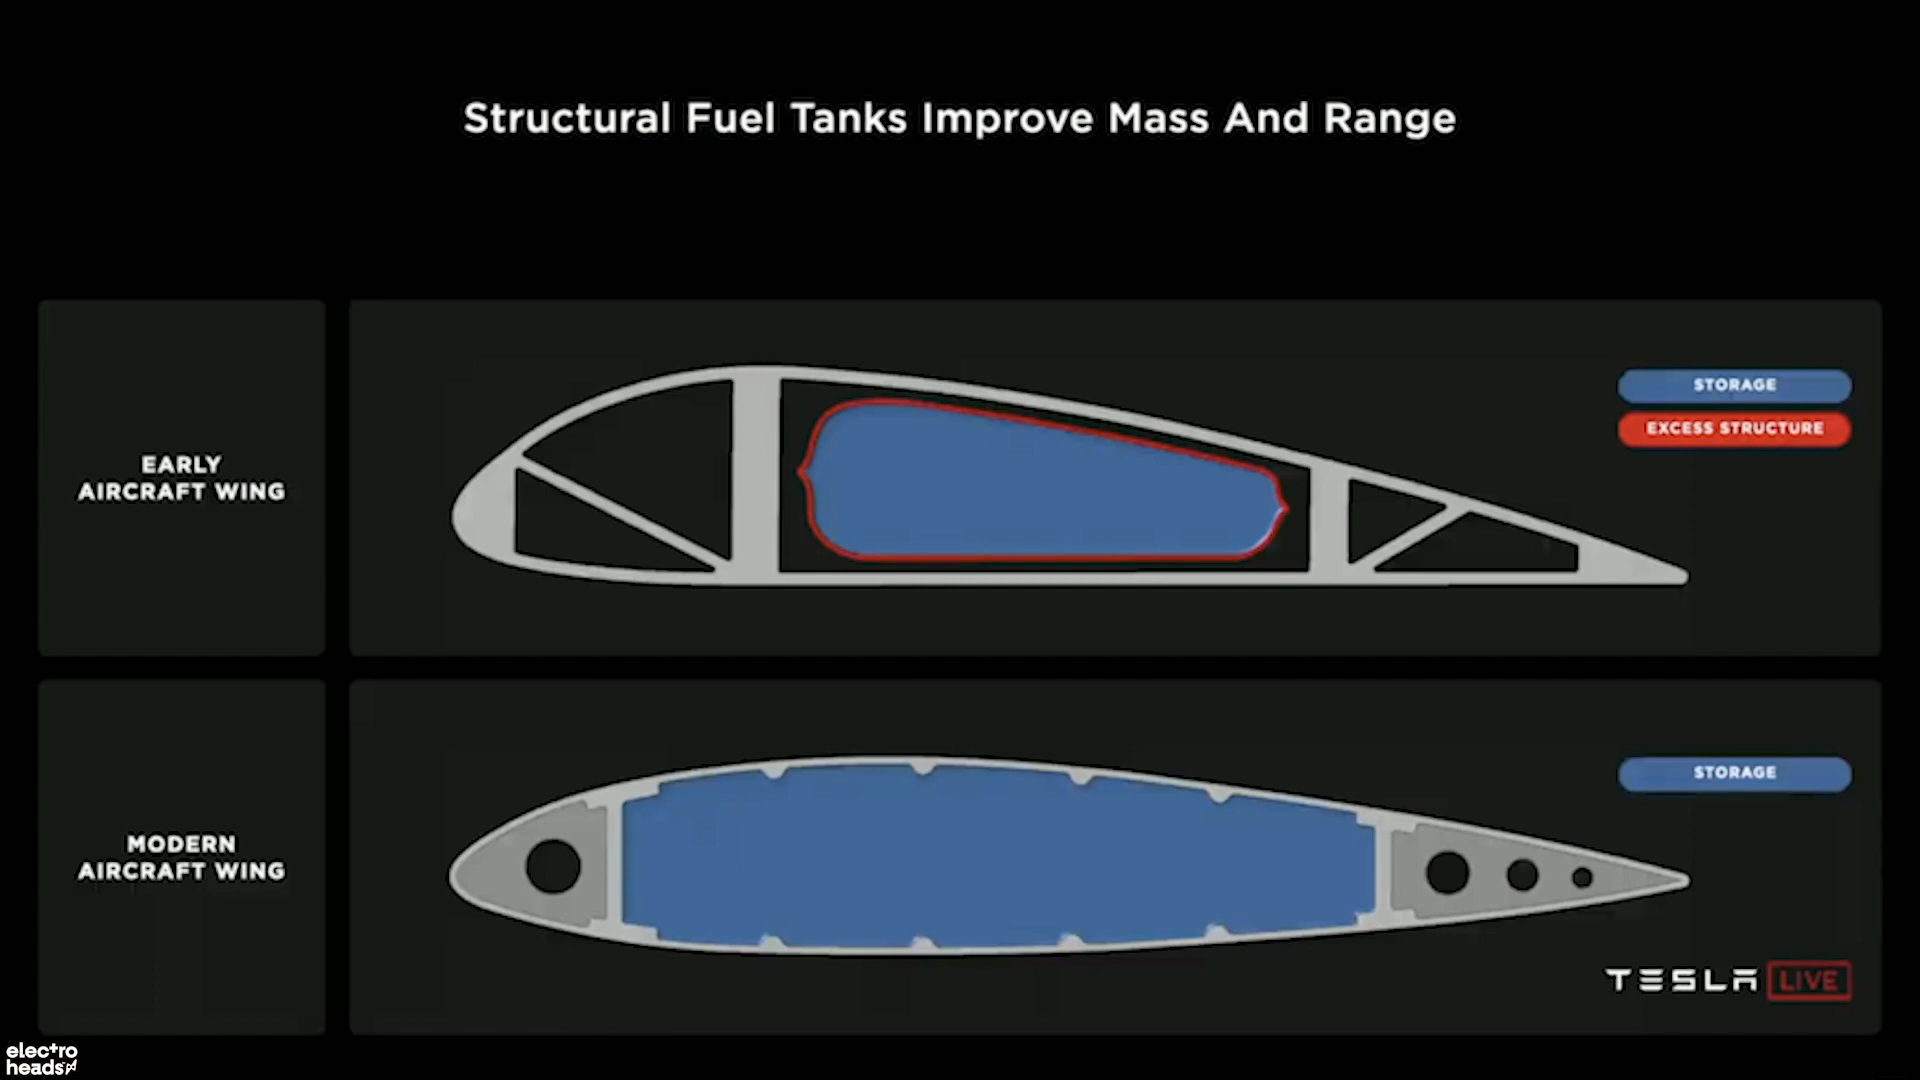 Structural Fuel Tanks Improve Mass And Range
EARLY
AIRCRAFT WING
STORAGE
EXCESS STRUCTURE
MODERN
AIRCRAFT WING
STORAGE
TESLA LIVE
electro
heads